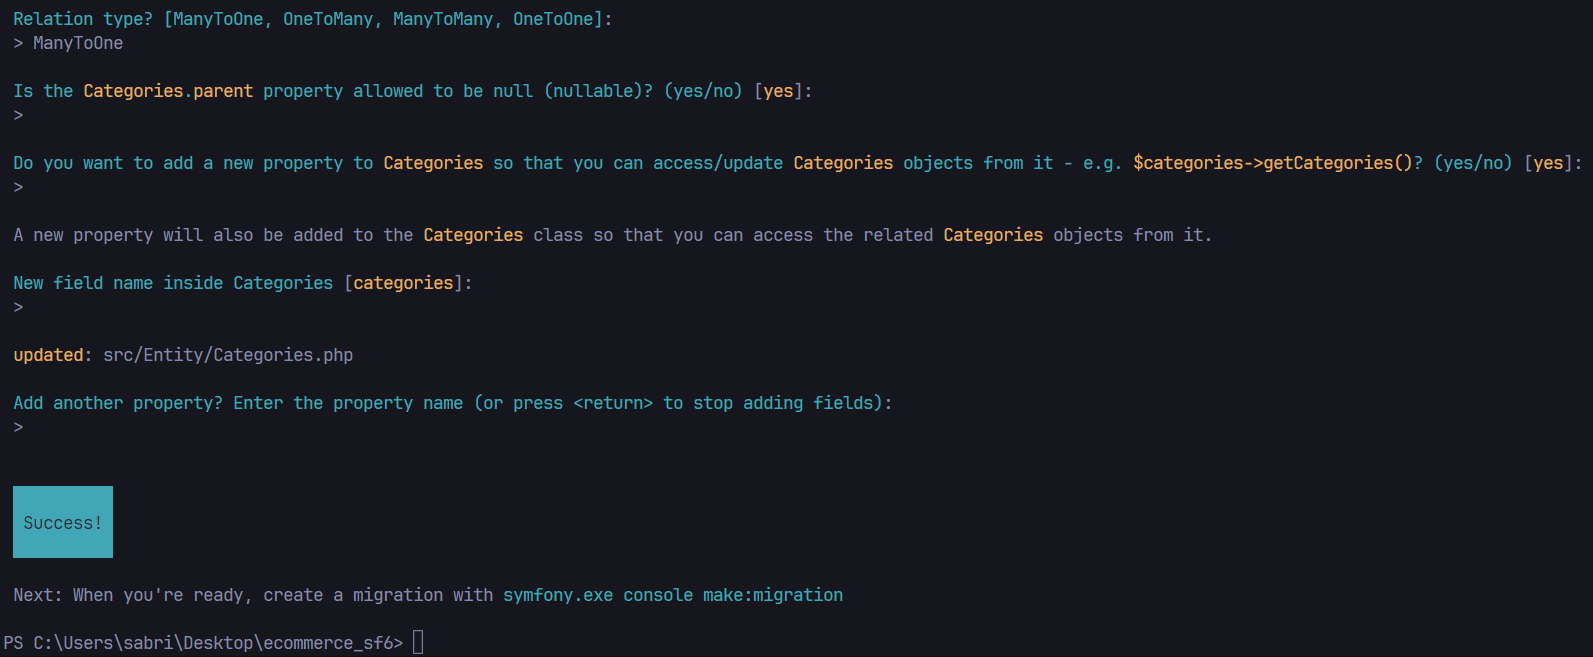 Relation type? [ManyToOne, OneToMany, ManyToMany, OneToOne]:
> ManyToOne
Is the Categories.parent property allowed to be null (nullable)? (yes/no) [yes]:
>
Do you want to add a new property to Categories so that you can access/update Categories objects from it - e.g. $categories->getCategories()? (yes/no) [yes]:
>
A new property will also be added to the Categories class so that you can access the related Categories objects from it.
New field name inside Categories [categories]:
>
updated: src/Entity/Categories.php
Add another property? Enter the property name (or press <return> to stop adding fields):
>
Success!
Next: When you're ready, create a migration with symfony.exe console make:migration
PS C:\Users\sabri\Desktop\ecommerce_sf6>